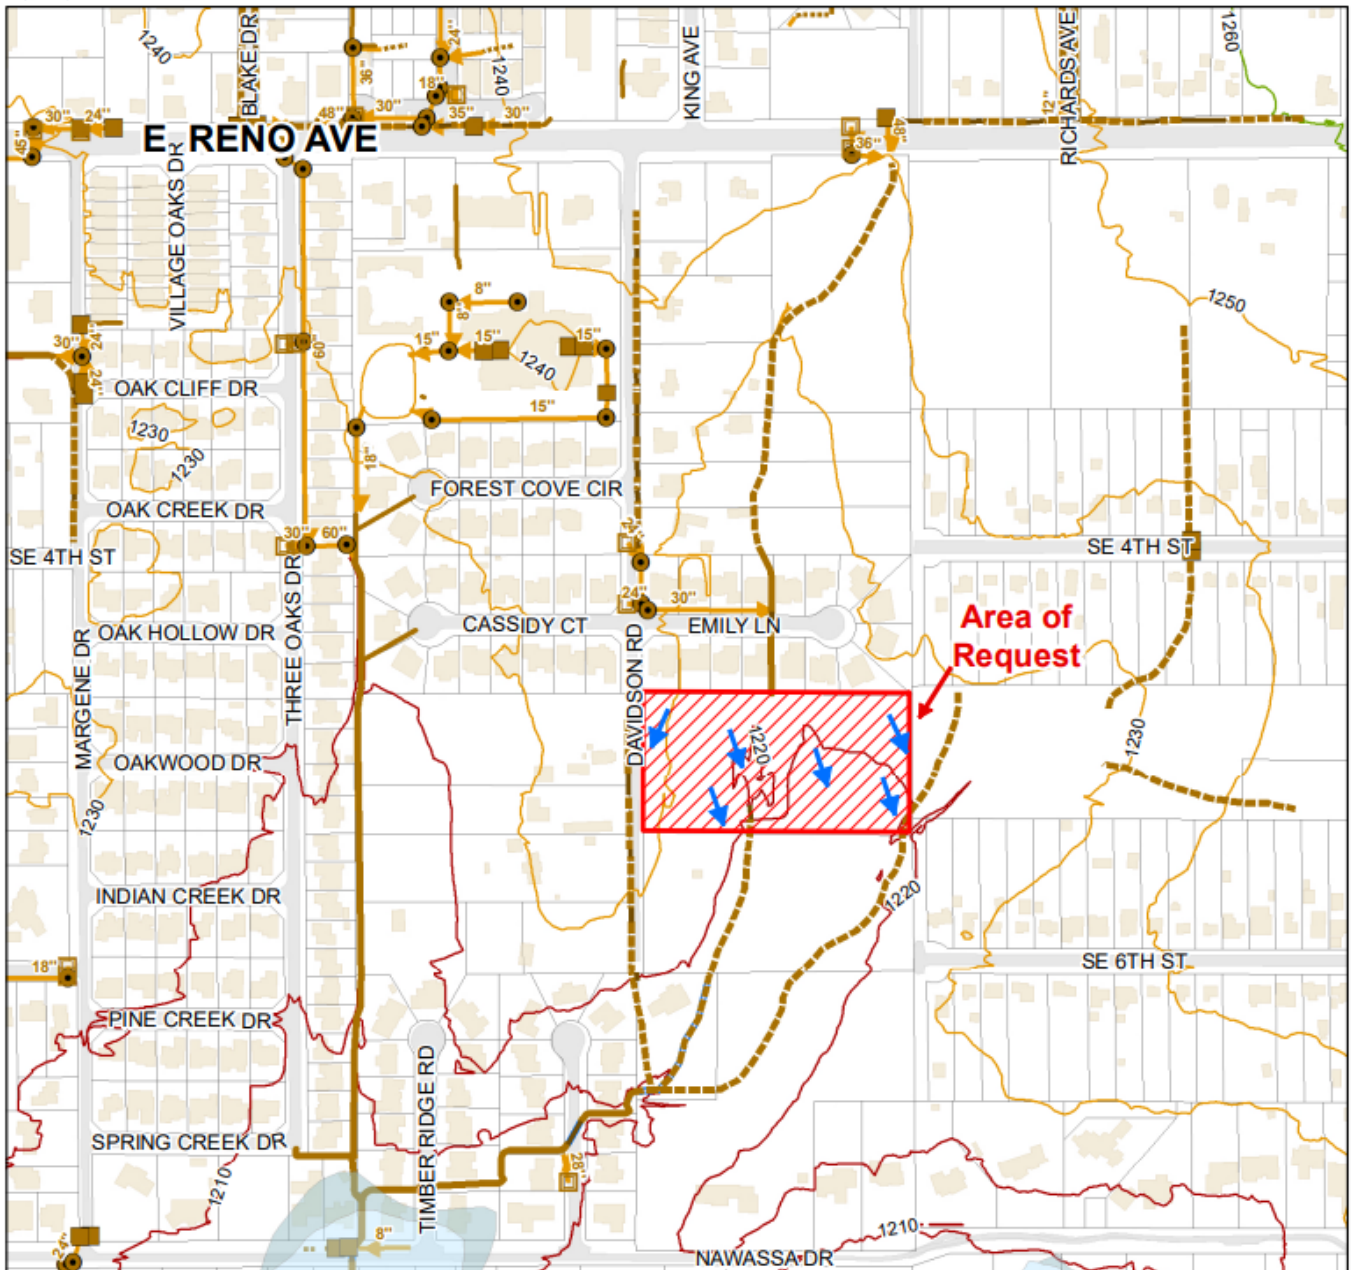 1240
BLAKE DR
36"
24"
1240
18"
KING AVE
RICHARDS AVE
1260
30"
24"
48"
30"
35"
30"
12"
45"
E RENO AVE
36"
48"
VILLAGE OAKS DR
8"
8"
1250
30"
24"
60"
15"
15"
15"
1240
24"
OAK CLIFF DR
15"
1230
1230
18"
FOREST COVE CIR
OAK CREEK DR
30"
60"
SE 4TH ST
SE 4TH ST
24"
30"
OAK HOLLOW DR
CASSIDY CT
EMILY LN
Area of
Request
MARGENE DR
THREE OAKS DR
DAVIDSON RD
1220
1230
OAKWOOD DR
1230
INDIAN CREEK DR
1220
18"
SE 6TH ST
PINE CREEK DR
TIMBER RIDGE RD
SPRING CREEK DR
28"
1210
1210
8"
24"
NAWASSA DR